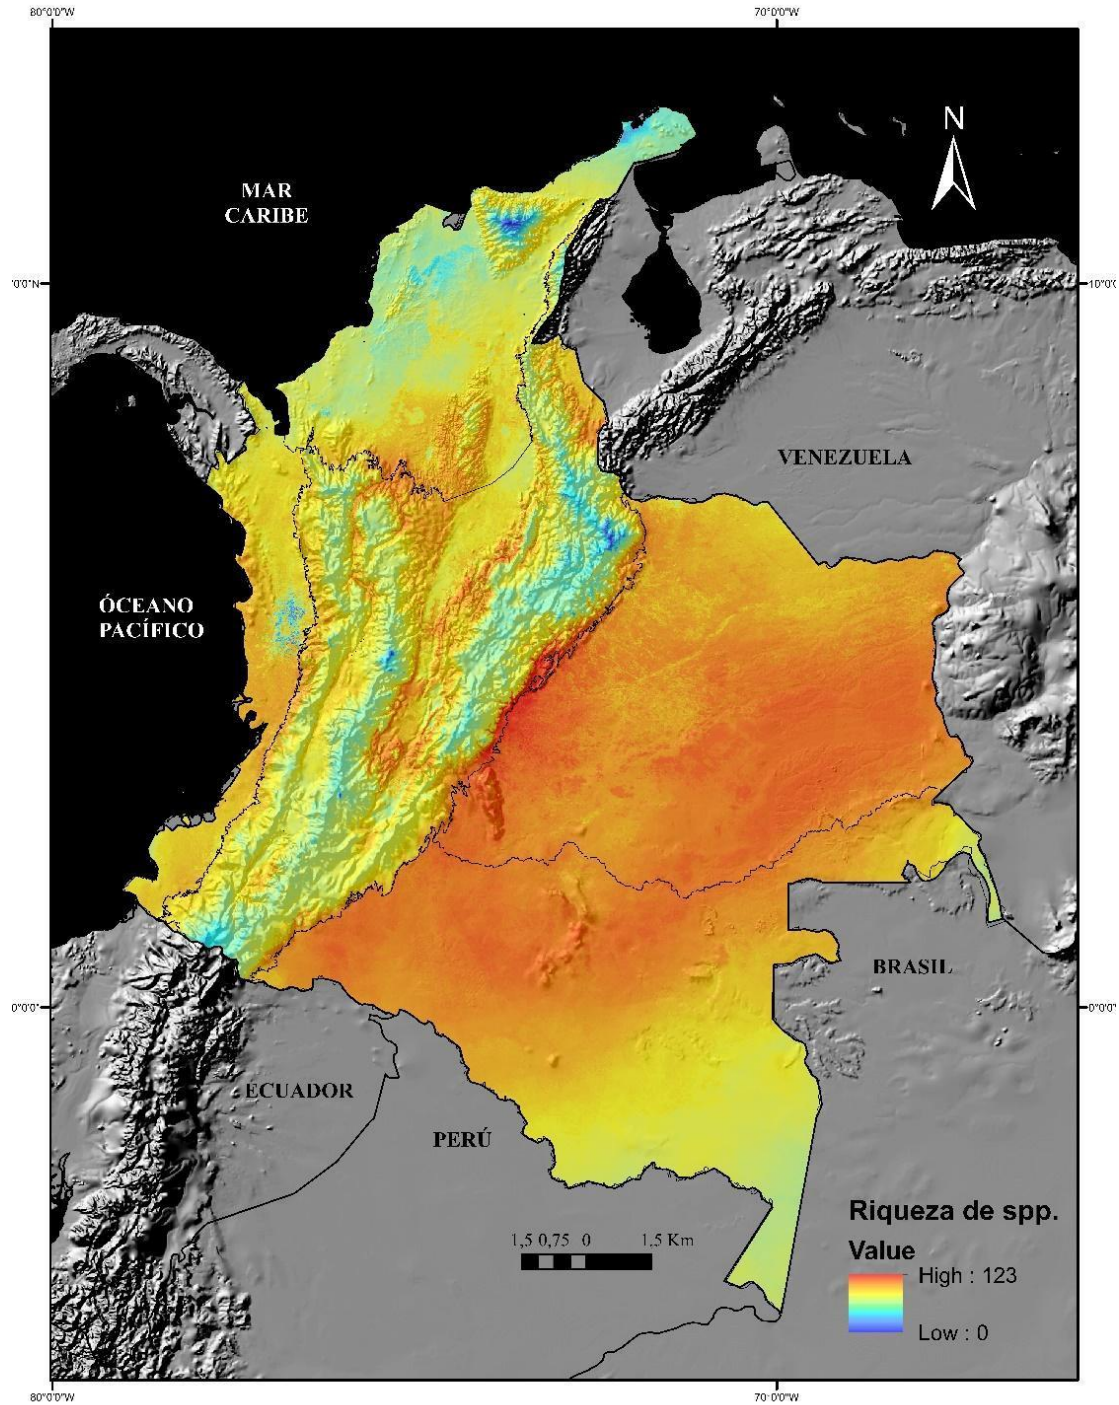 80°0'0"W
70°0'0"W
N
MAR
CARIBE
'0'0"N
10°0'0
VENEZUELA
ÓCEANO
PACÍFICO
BRASIL
0°0'0"
0°0'0"
ECUADOR
PERÚ
Riqueza de spp.
Value
1,5 0,75 0 1,5 Km
High : 123
Low : 0
80°0'0"W
70°0'0"W